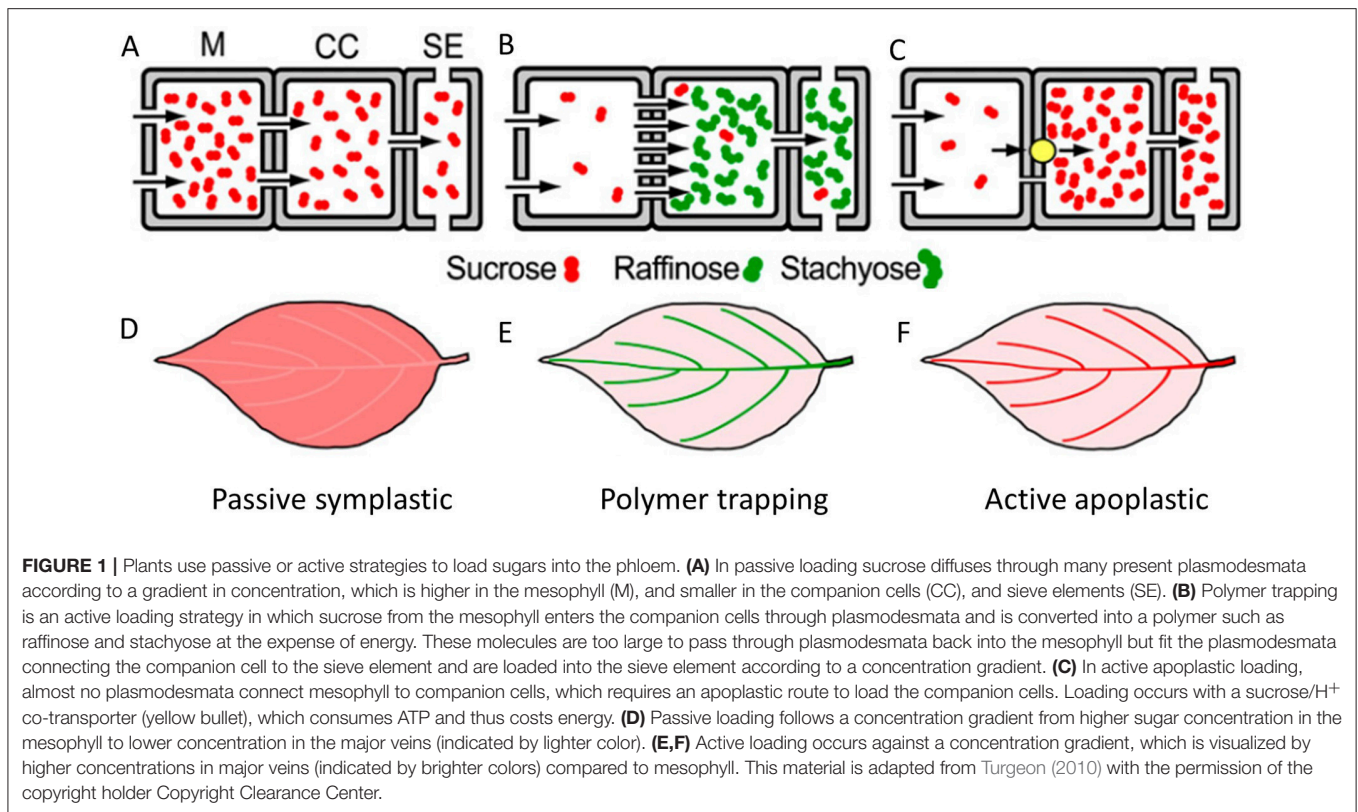 A M CC SE B C
Sucrose Raffinose Stachyose
D E F
Passive symplastic Polymer trapping Active apoplastic
FIGURE 1 | Plants use passive or active strategies to load sugars into the phloem. (A) In passive loading sucrose diffuses through many present plasmodesmata
according to a gradient in concentration, which is higher in the mesophyll (M), and smaller in the companion cells (CC), and sieve elements (SE). (B) Polymer trapping
is an active loading strategy in which sucrose from the mesophyll enters the companion cells through plasmodesmata and is converted into a polymer such as
raffinose and stachyose at the expense of energy. These molecules are too large to pass through plasmodesmata back into the mesophyll but fit the plasmodesmata
connecting the companion cell to the sieve element and are loaded into the sieve element according to a concentration gradient. (C) In active apoplastic loading,
almost no plasmodesmata connect mesophyll to companion cells, which requires an apoplastic route to load the companion cells. Loading occurs with a sucrose/H+
co-transporter (yellow bullet), which consumes ATP and thus costs energy. (D) Passive loading follows a concentration gradient from higher sugar concentration in the
mesophyll to lower concentration in the major veins (indicated by lighter color). (E,F) Active loading occurs against a concentration gradient, which is visualized by
higher concentrations in major veins (indicated by brighter colors) compared to mesophyll. This material is adapted from Turgeon (2010) with the permission of the
copyright holder Copyright Clearance Center.